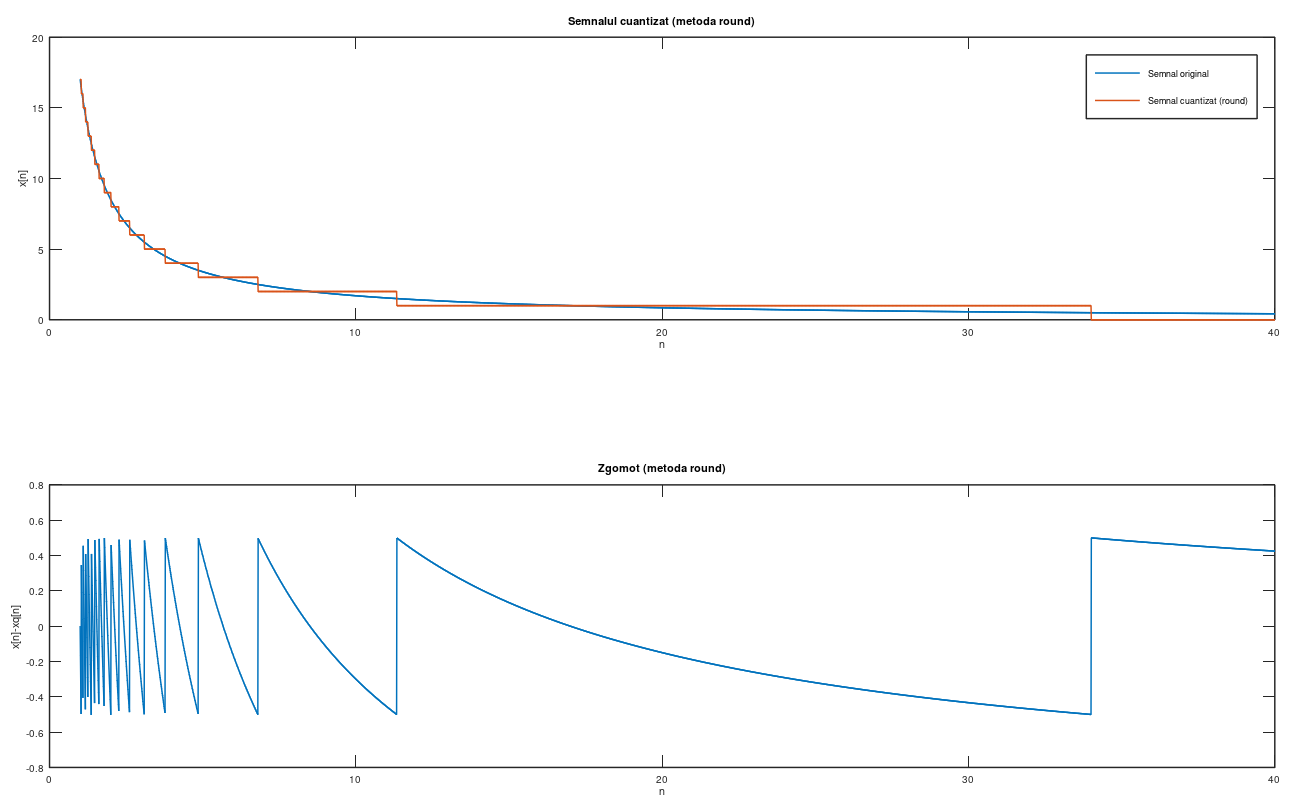 Semnalul cuantizat (metoda round)
20
15
10
5
0
x[n]
Semnal original
Semnal cuantizat (round)
0 10 20 30 40
n
Zgomot (metoda round)
0.8
0.6
0.4
0.2
0
-0.2
-0.4
-0.6
-0.8
x[n]-xq[n]
0 10 20 30 40
n